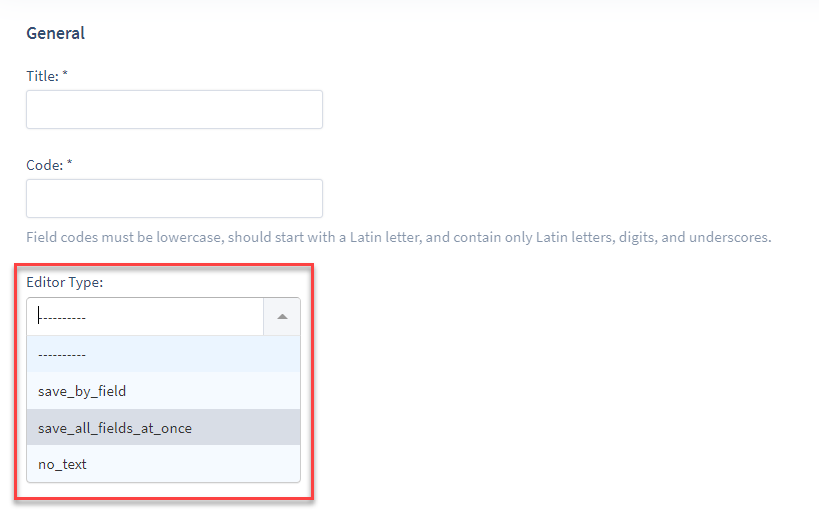 General
Title: *
Code: *
Field codes must be lowercase, should start with a Latin letter, and contain only Latin letters, digits, and underscores.
Editor Type:
----------
----------
save_by_field
save_all_fields_at_once
no_text